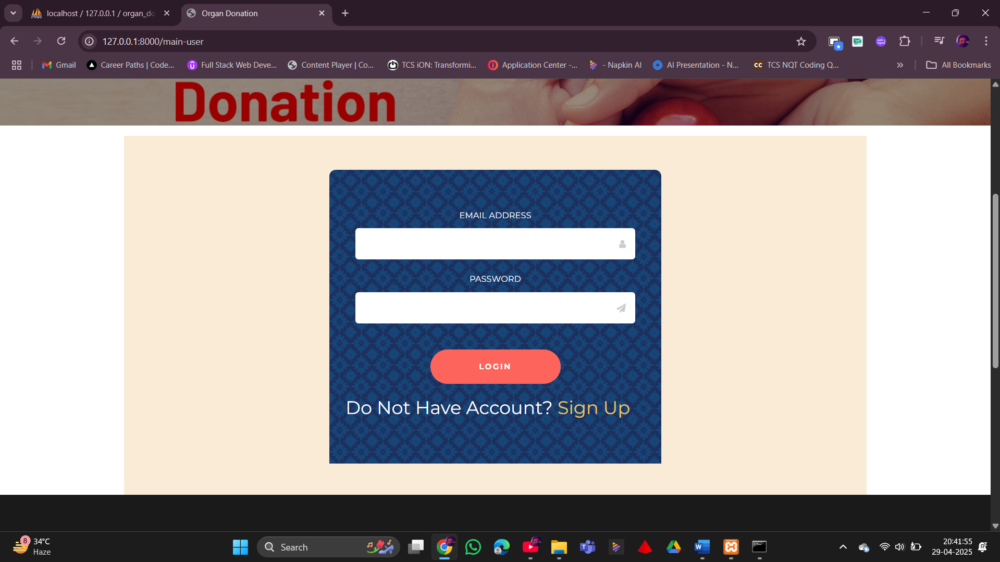 localhost / 127.0.0.1 / organ_do
Organ Donation
127.0.0.1:8000/main-user
Gmail
Career Paths | Code...
Full Stack Web Deve...
Content Player | Co...
TCS iON: Transformi...
Application Center -...
- Napkin AI
AI Presentation - N...
CC TCS NQT Coding Q...
All Bookmarks
Donation
EMAIL ADDRESS
PASSWORD
LOGIN
Do Not Have Account? Sign Up
8
34°C
Haze
Search
20:41:55
29-04-2025